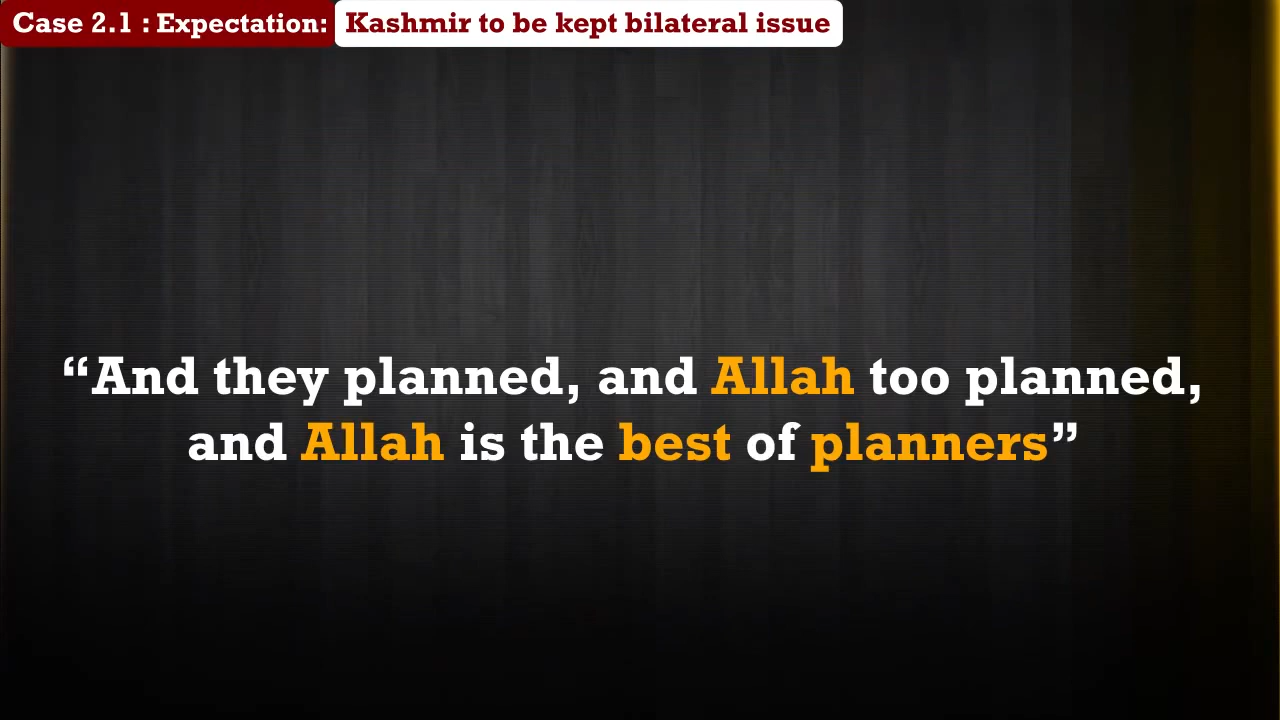 Case 2.1 : Expectation: Kashmir to be kept bilateral issue
“And they planned, and Allah too planned,
and Allah is the best of planners”